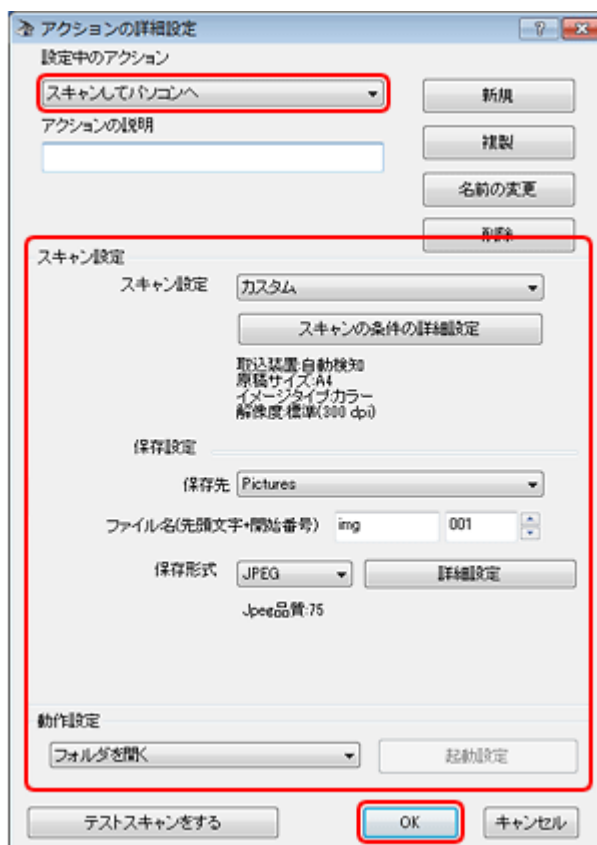 アクションの詳細設定
設定中のアクション
スキャンしてパソコンへ
新規
アクションの説明
複製
名前の変更
削除
スキャン設定
スキャン設定 カスタム
スキャンの条件の詳細設定
取込装置:自動検知
原稿サイズ:A4
イメージタイプ:カラー
解像度:標準(300 dpi)
保存設定
保存先 Pictures
ファイル名(先頭文字+開始番号) img 001
保存形式 JPEG 詳細設定
Jpeg品質:75
動作設定
フォルダを開く 起動設定
テストスキャンをする OK キャンセル